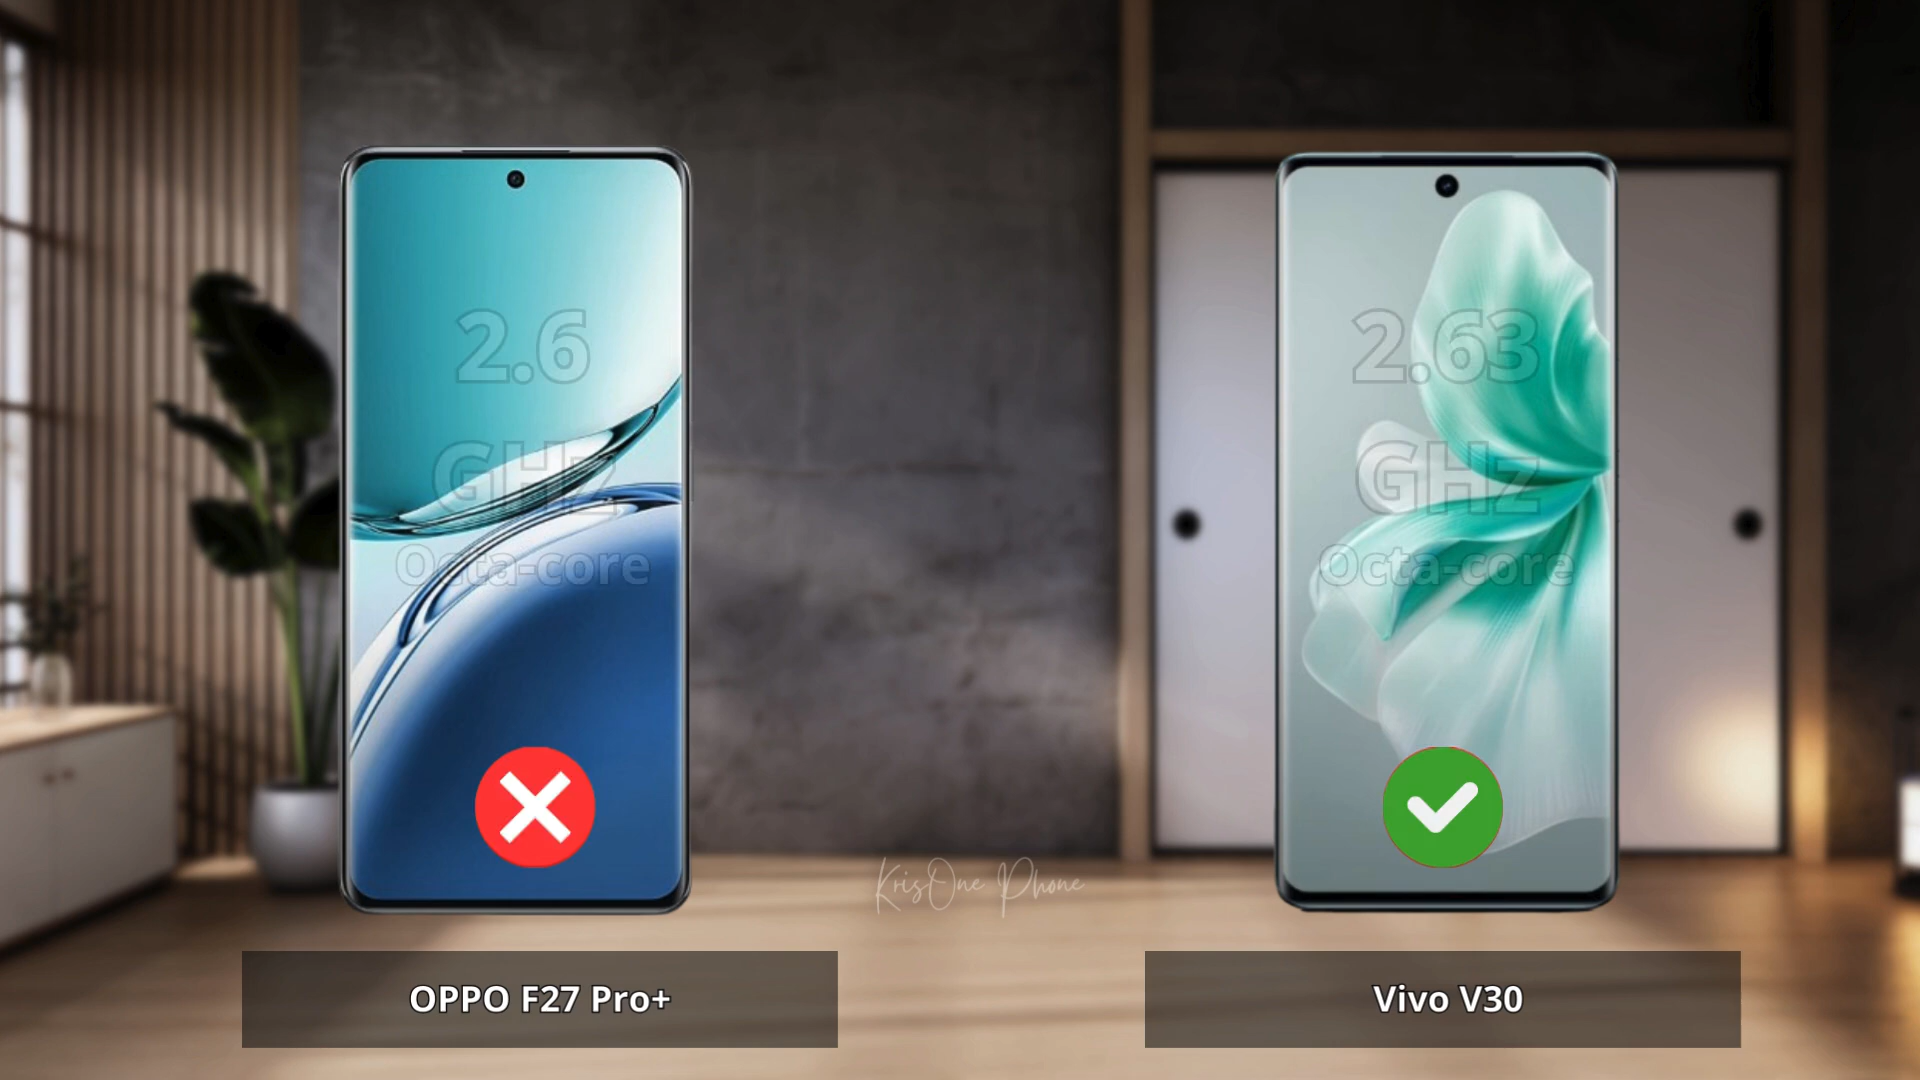 2.6
GHz
Octa-core
2.63
GHz
Octa-core
KrisOne Phone
OPPO F27 Pro+
Vivo V30